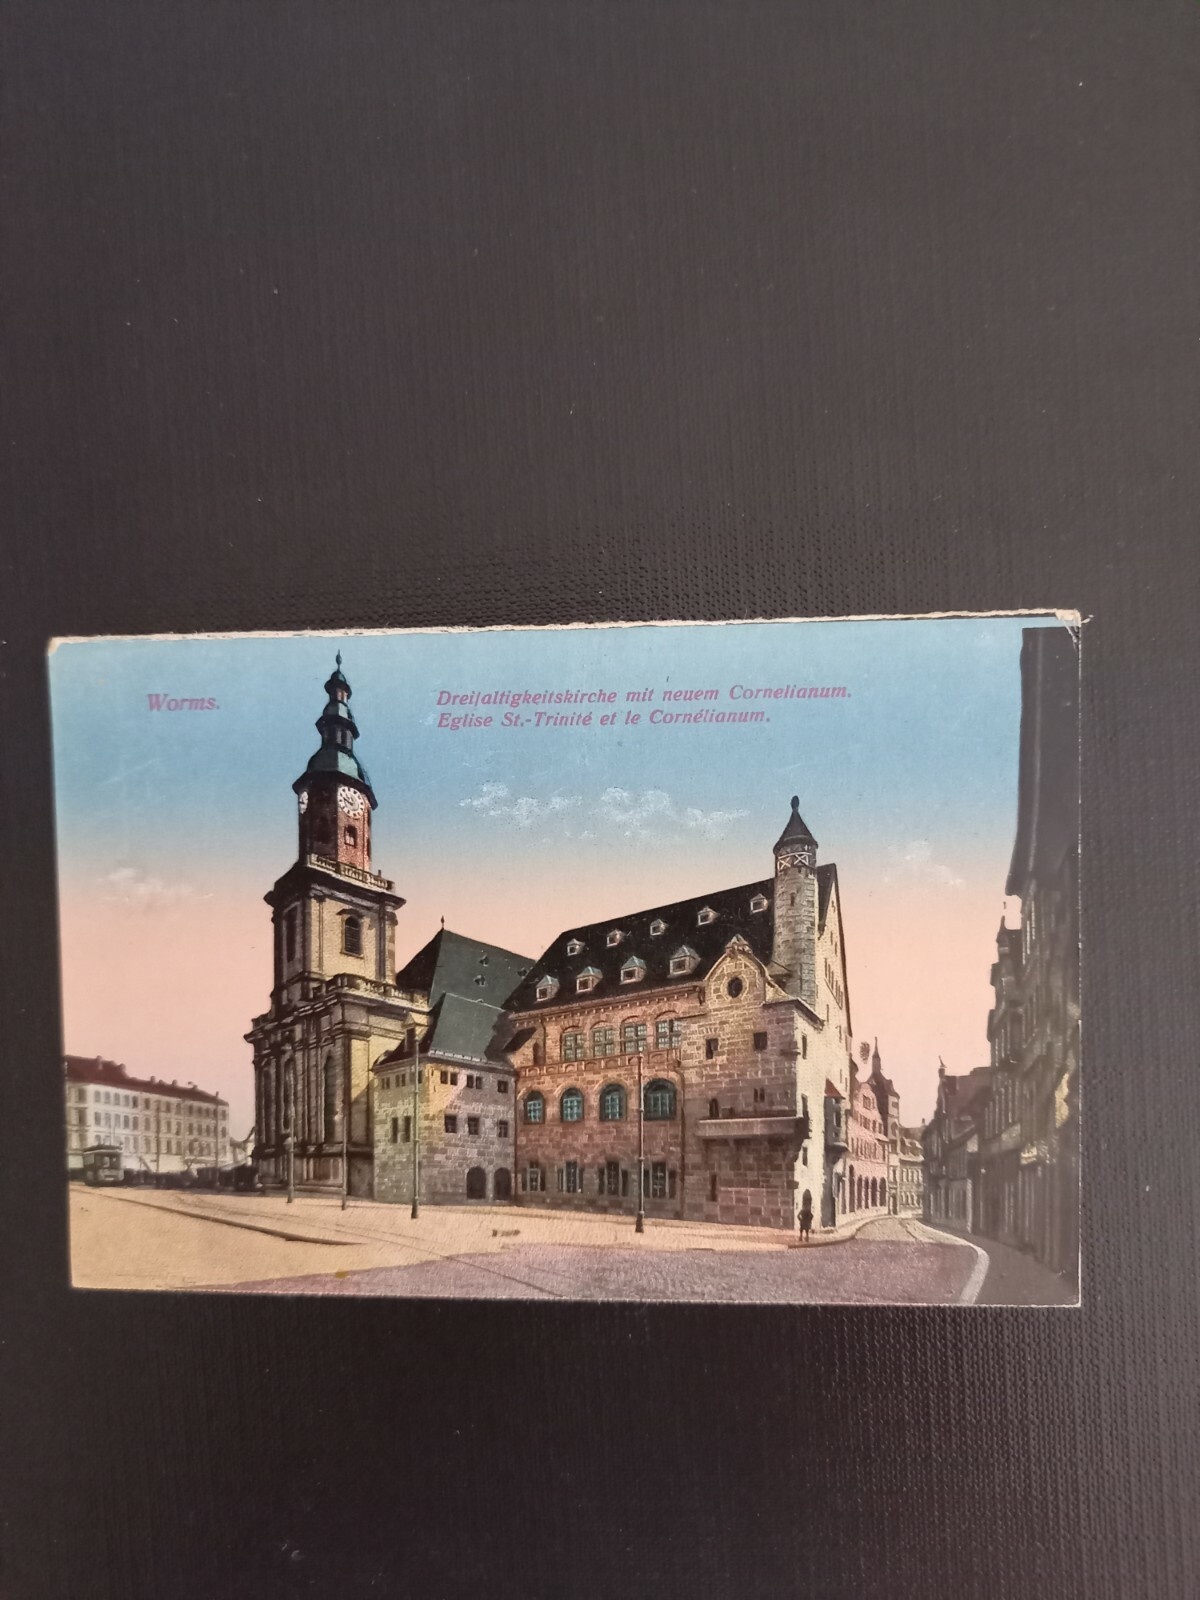 Worms.
Dreifaltigkeitskirche mit neuem Cornelianum.
Eglise St.-Trinité et le Cornélianum.